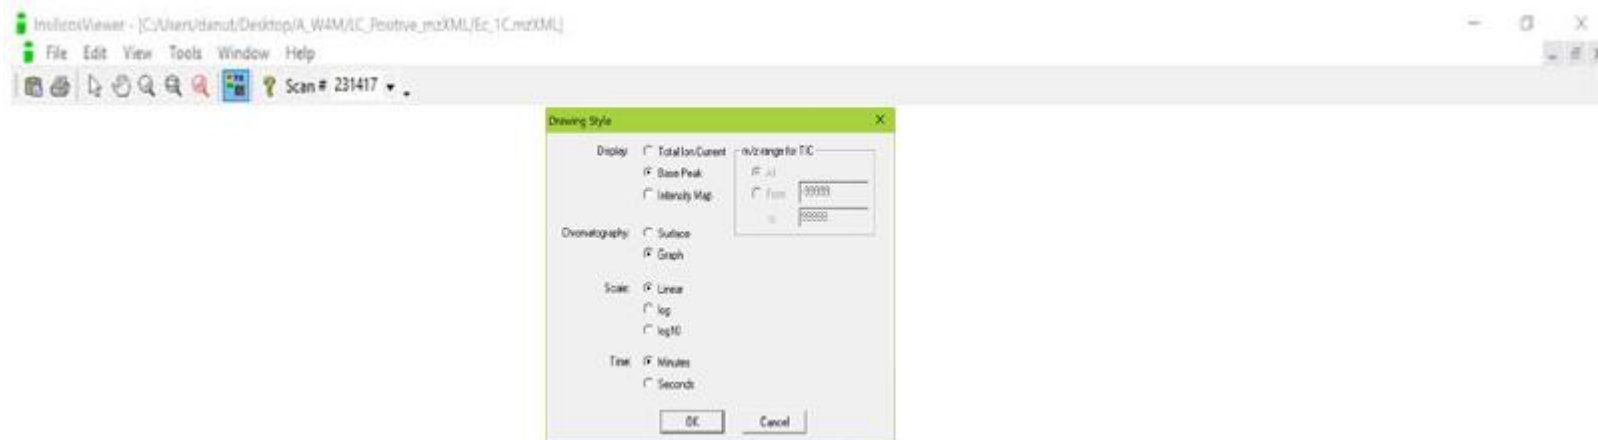 InsilicosViewer - [C:/Users/danut/Desktop/A_W4M/LC_Positive_mzXML/Ec_1C.mzXML]
File Edit View Tools Window Help
Scan # 231417
Drawing Style
Display: Total Ion Current m/z range for TIC
Base Peak All
Intensity Map From -99999
to 99999
Chromatography: Surface
Graph
Scale: Linear
log
log10
Time: Minutes
Seconds
OK Cancel